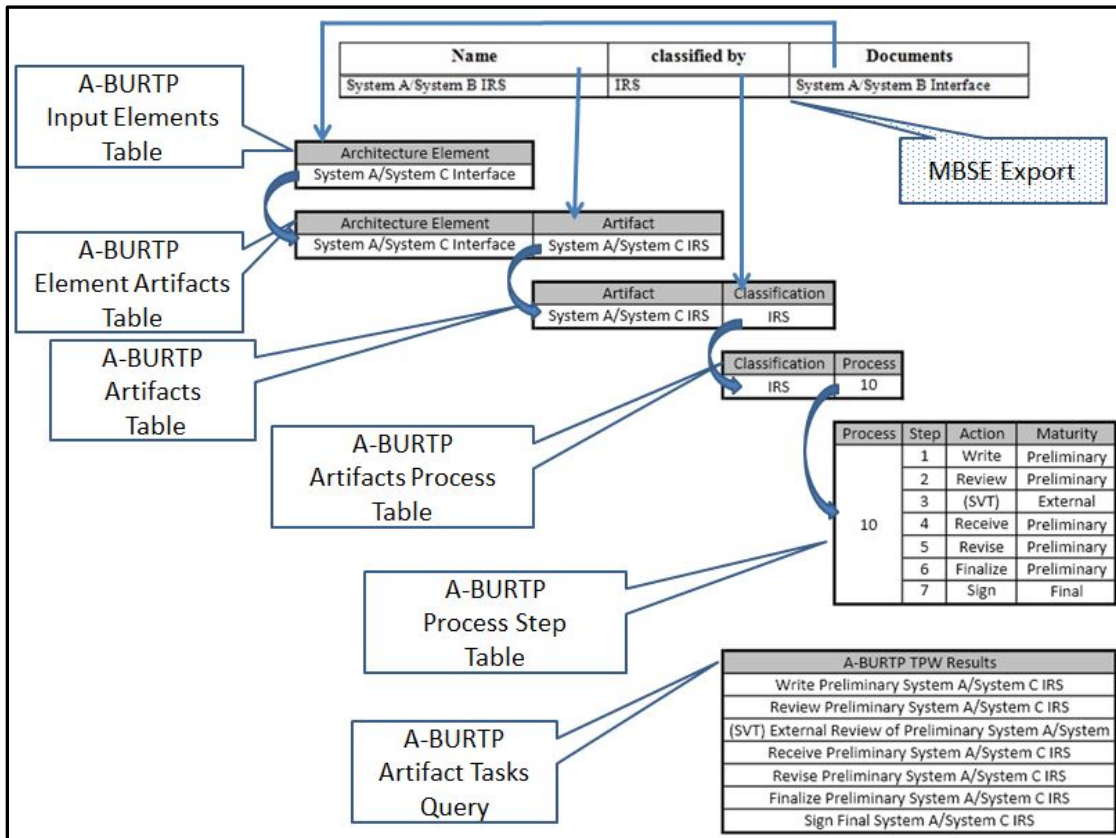 Name classified by Documents
System A/System B IRS IRS System A/System B Interface
A-BURTP
Input Elements
Table
MBSE Export
Architecture Element
System A/System C Interface
Architecture Element Artifact
System A/System C Interface System A/System C IRS
A-BURTP
Element Artifacts
Table
Artifact Classification
System A/System C IRS IRS
A-BURTP
Artifacts
Table
Classification Process
IRS 10
A-BURTP
Artifacts Process
Table
Process Step Action Maturity
1 Write Preliminary
2 Review Preliminary
3 (SVT) External
10 4 Receive Preliminary
5 Revise Preliminary
6 Finalize Preliminary
7 Sign Final
A-BURTP
Process Step
Table
A-BURTP TPW Results
Write Preliminary System A/System C IRS
Review Preliminary System A/System C IRS
(SVT) External Review of Preliminary System A/System
Receive Preliminary System A/System C IRS
Revise Preliminary System A/System C IRS
Finalize Preliminary System A/System C IRS
Sign Final System A/System C IRS
A-BURTP
Artifact Tasks
Query